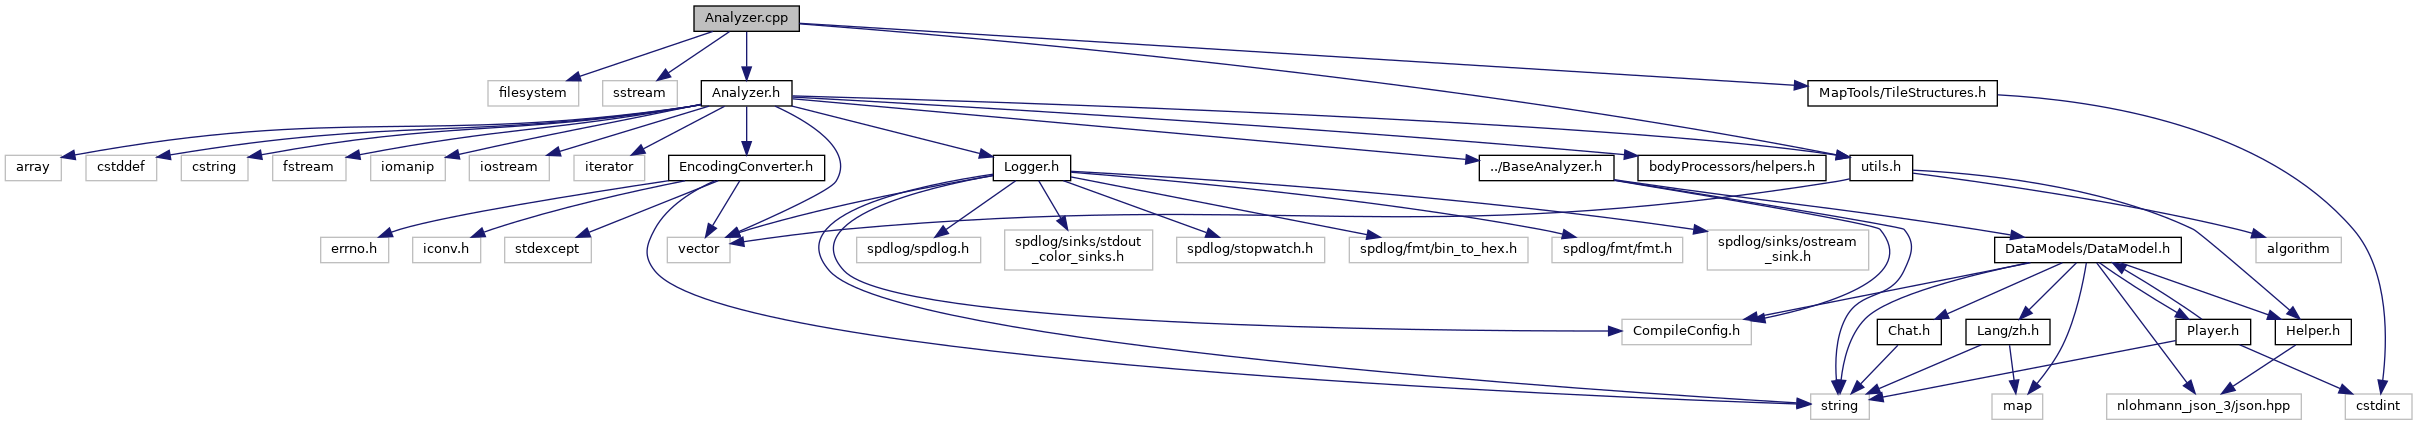 Analyzer.cpp
filesystem
sstream
Analyzer.h
MapTools/TileStructures.h
array
cstddef
cstring
fstream
iomanip
iostream
iterator
EncodingConverter.h
Logger.h
../BaseAnalyzer.h
bodyProcessors/helpers.h
utils.h
errno.h
iconv.h
stdexcept
vector
spdlog/spdlog.h
spdlog/sinks/stdout
_color_sinks.h
spdlog/stopwatch.h
spdlog/fmt/bin_to_hex.h
spdlog/fmt/fmt.h
spdlog/sinks/ostream
_sink.h
DataModels/DataModel.h
algorithm
CompileConfig.h
Chat.h
Lang/zh.h
Player.h
Helper.h
string
map
nlohmann_json_3/json.hpp
cstdint